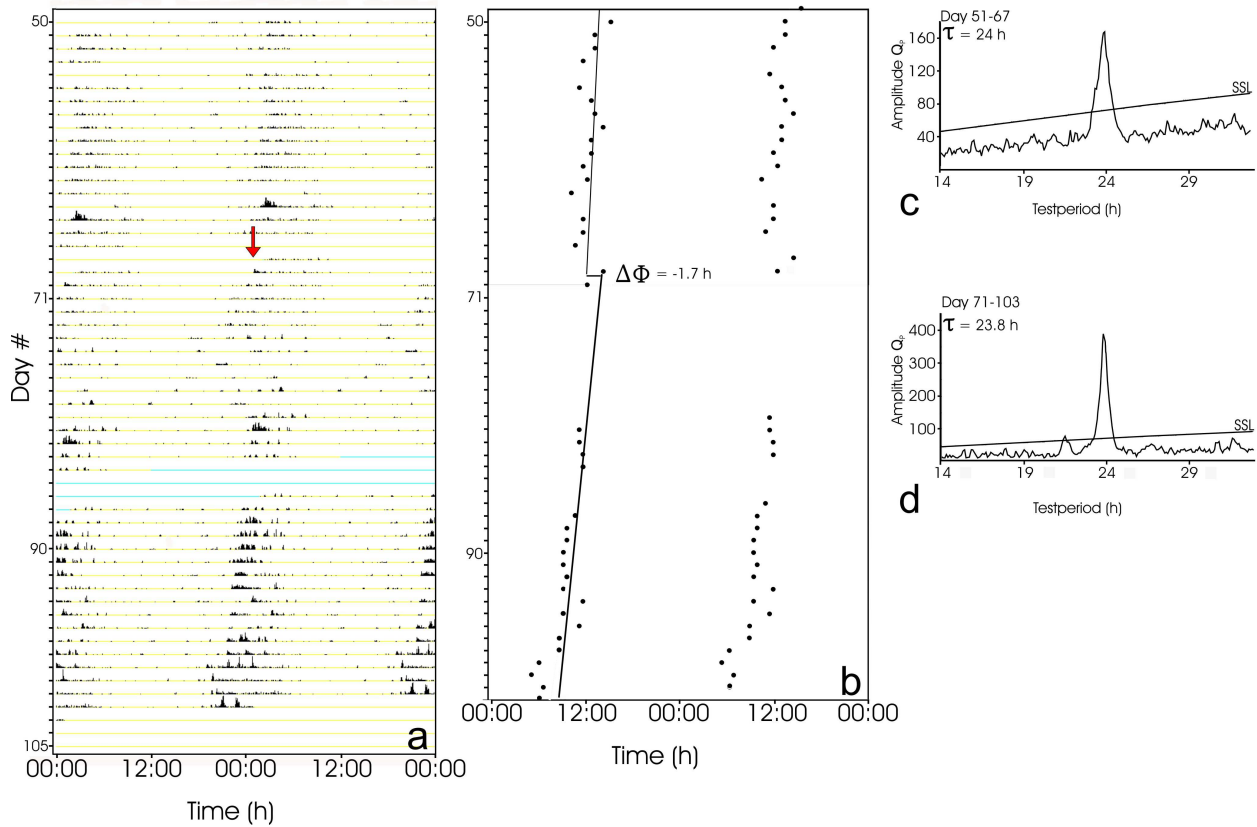 50
71
90
105
Day #
00:00
12:00
00:00
12:00
00:00
Time (h)
a
50
71
90
ΔΦ = -1.7 h
00:00
12:00
00:00
12:00
00:00
Time (h)
b
Day 51-67
τ = 24 h
Amplitude Qₚ
160
120
80
40
SSL
14
19
24
29
Testperiod (h)
c
Day 71-103
τ = 23.8 h
Amplitude Qₚ
400
300
200
100
SSL
14
19
24
29
Testperiod (h)
d